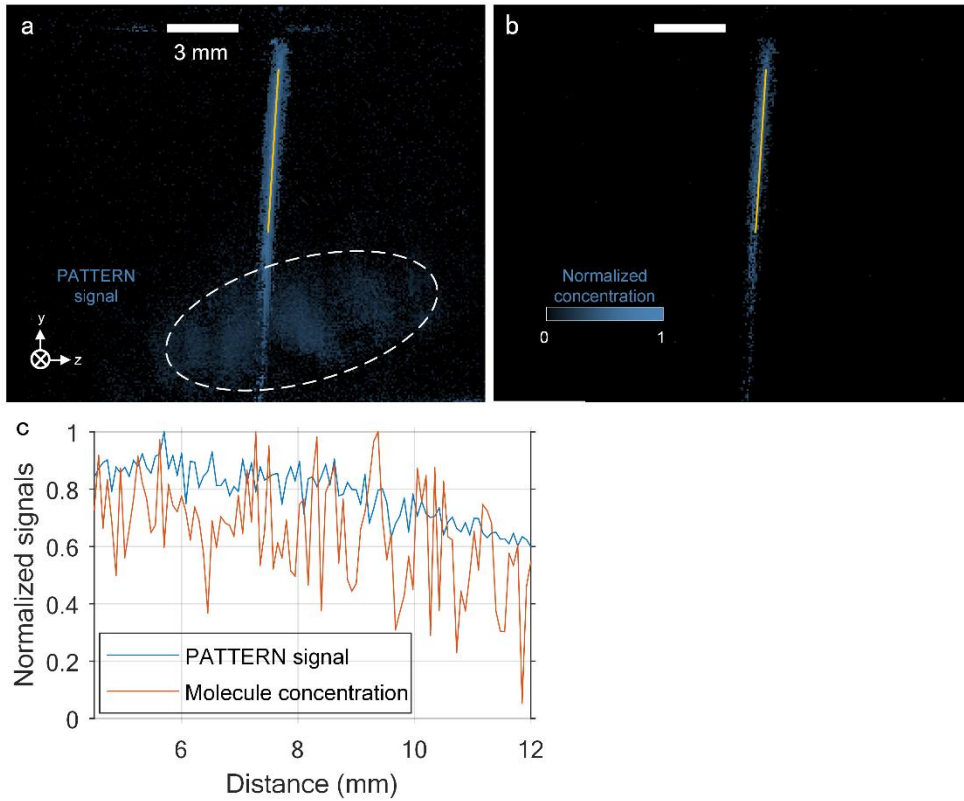 a
3 mm
PATTERN
signal
y
z
b
Normalized
concentration
0
1
c
1
0.8
0.6
0.4
0.2
0
Normalized signals
PATTERN signal
Molecule concentration
6
8
10
12
Distance (mm)